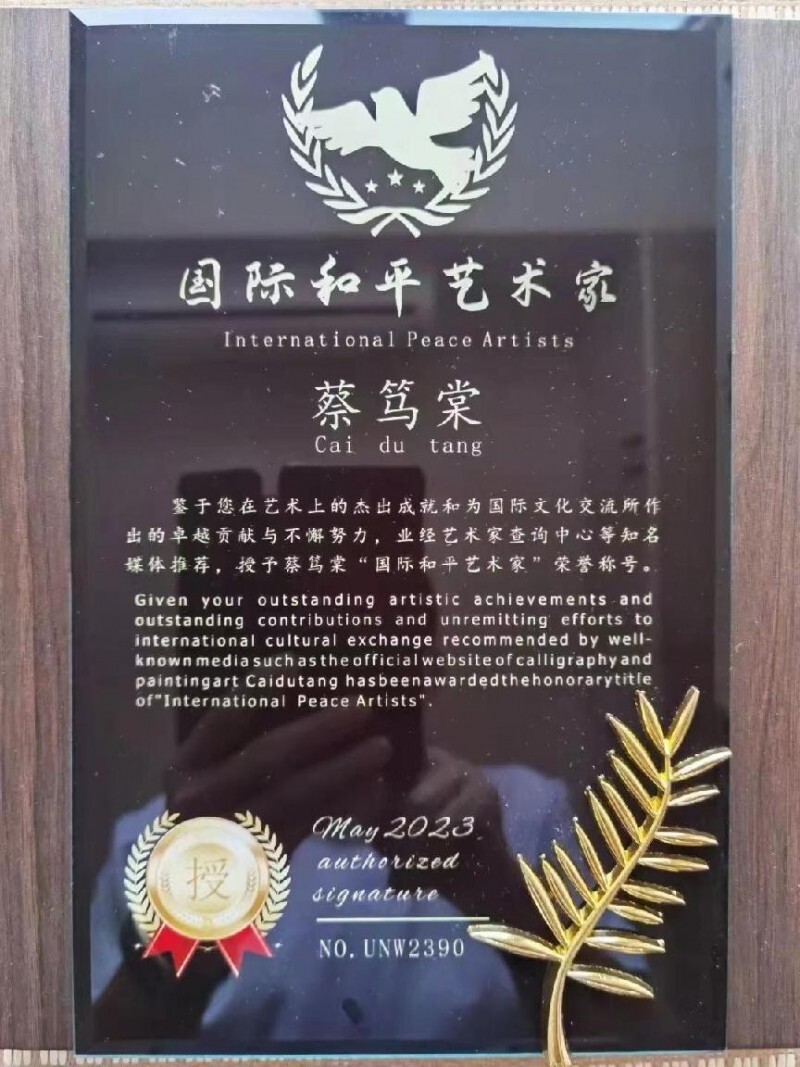 国际和平艺术家
International Peace Artists
蔡笃棠
Cai du tang
鉴于您在艺术上的杰出成就和为国际文化交流所作
出的卓越贡献与不懈努力，业经艺术家查询中心等知名
媒体推荐，授予蔡笃棠“国际和平艺术家”荣誉称号。
Given your outstanding artistic achievements and
outstanding contributions and unremitting efforts to
international cultural exchange recommended by well-
known media such as the official website of calligraphy and
paintingart Caidutang hasbeenawardedthehonorarytitle
of"International Peace Artists".
授
May 2023
authorized
signature
NO. UNW2390